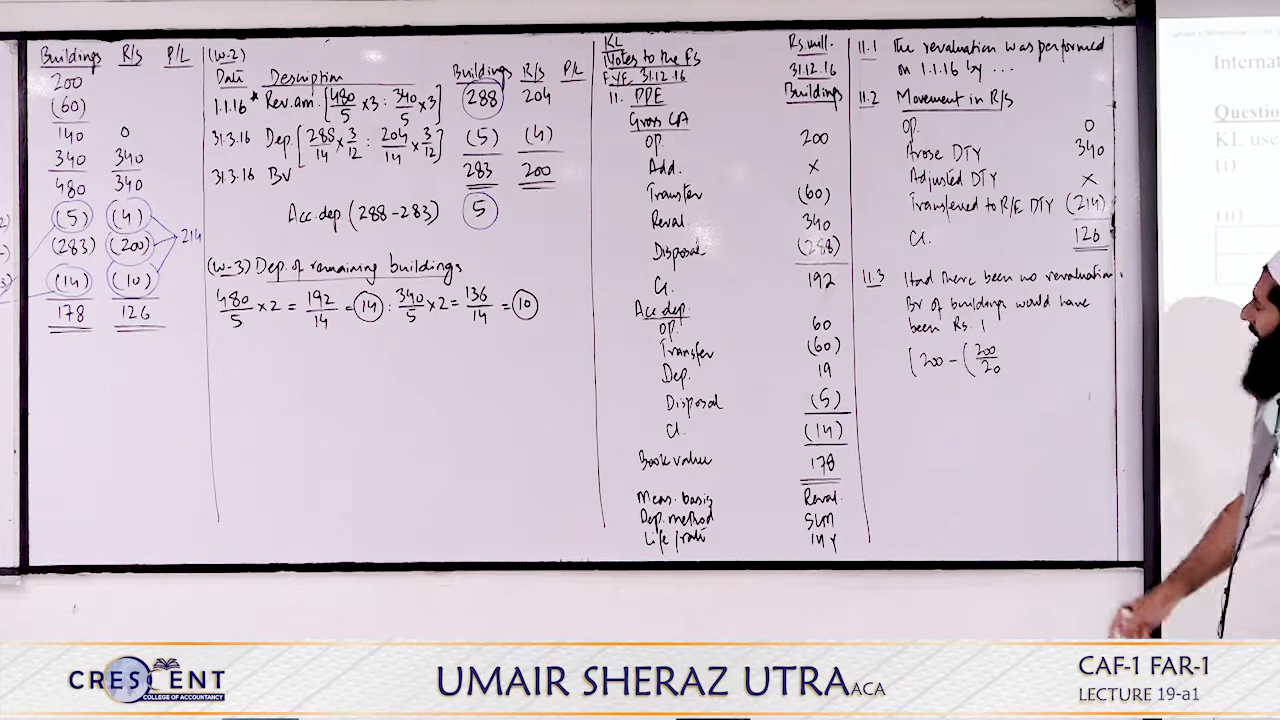 Buildings R/S P/L
200
(60)
140 0
340 340
480 340
(5) (4)
(283) (200) 214
(14) (10)
178 126
(W-2)
Date Description Buildings R/S P/L
1.1.16 * Rev. am. [480/5 x3 : 340/5 x3] 288 204
31.3.16 Dep [288/14 x 3/12 : 204/14 x 3/12] (5) (4)
31.3.16 BV 283 200
Acc. dep (288-283) 5
(W-3) Dep. of remaining buildings
480/5 x2 = 192/14 = 14 : 340/5 x2 = 136/14 = 10
KL Rs. mill.
Notes to the FS 31.12.16
F.Y.E. 31.12.16 Buildings
11. PPE
Gross CA
OP. 200
Add. x
Transfer (60)
Reval. 340
Disposal (288)
Cl. 192
Acc. dep.
OP. 60
Transfer (60)
Dep. 19
Disposal (5)
Cl. (14)
Book value 178
Meas. basis Reval.
Dep. method SLM
Life/rate 14 Y
11.1 The revaluation was performed
on 1.1.16 by ...
11.2 Movement in R/S
OP. 0
Arose DTY 340
Adjusted DTY x
Transferred to R/E DTY (214)
Cl. 126
11.3 Had there been no revaluation,
BV of buildings would have
been Rs. 1
[200 - (200/20
Internat
Questio
KL use
(i)
(ii)
CRESCENT
COLLEGE OF ACCOUNTANCY
UMAIR SHERAZ UTRA ACA
CAF-1 FAR-1
LECTURE 19-a1